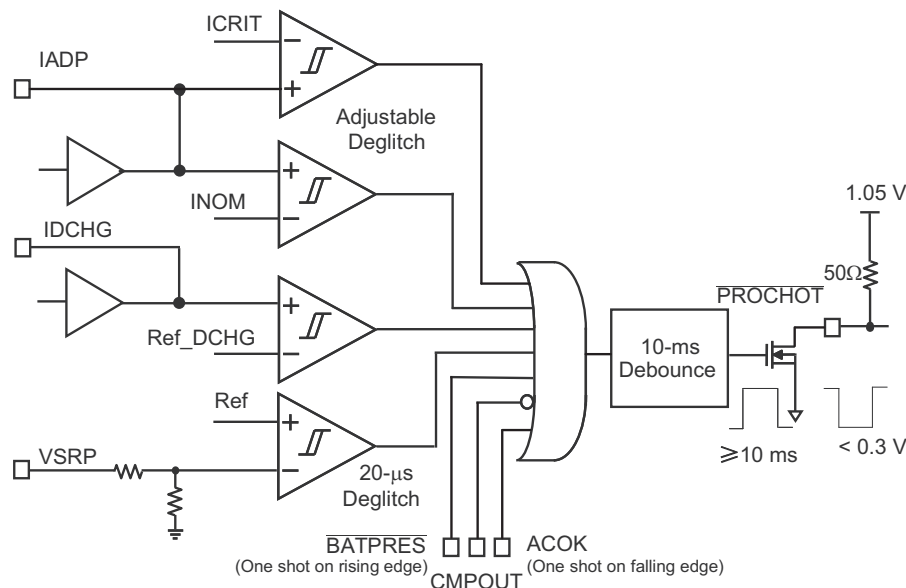 ICRIT
IADP
Adjustable
Deglitch
INOM
1.05 V
IDCHG
50Ω
PROCHOT
Ref_DCHG
10-ms
Debounce
Ref
≥10 ms
< 0.3 V
VSRP
20-μs
Deglitch
BATPRES
(One shot on rising edge)
CMPOUT
ACOK
(One shot on falling edge)